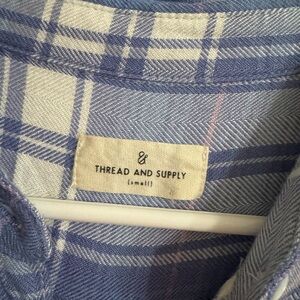 &
THREAD AND SUPPLY
(small)